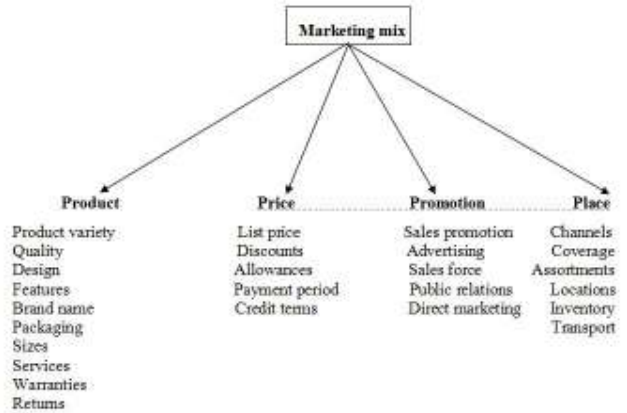 Marketing mix
Product
Product variety
Quality
Design
Features
Brand name
Packaging
Sizes
Services
Warranties
Returns
Price
List price
Discounts
Allowances
Payment period
Credit terms
Promotion
Sales promotion
Advertising
Sales force
Public relations
Direct marketing
Place
Channels
Coverage
Assortments
Locations
Inventory
Transport